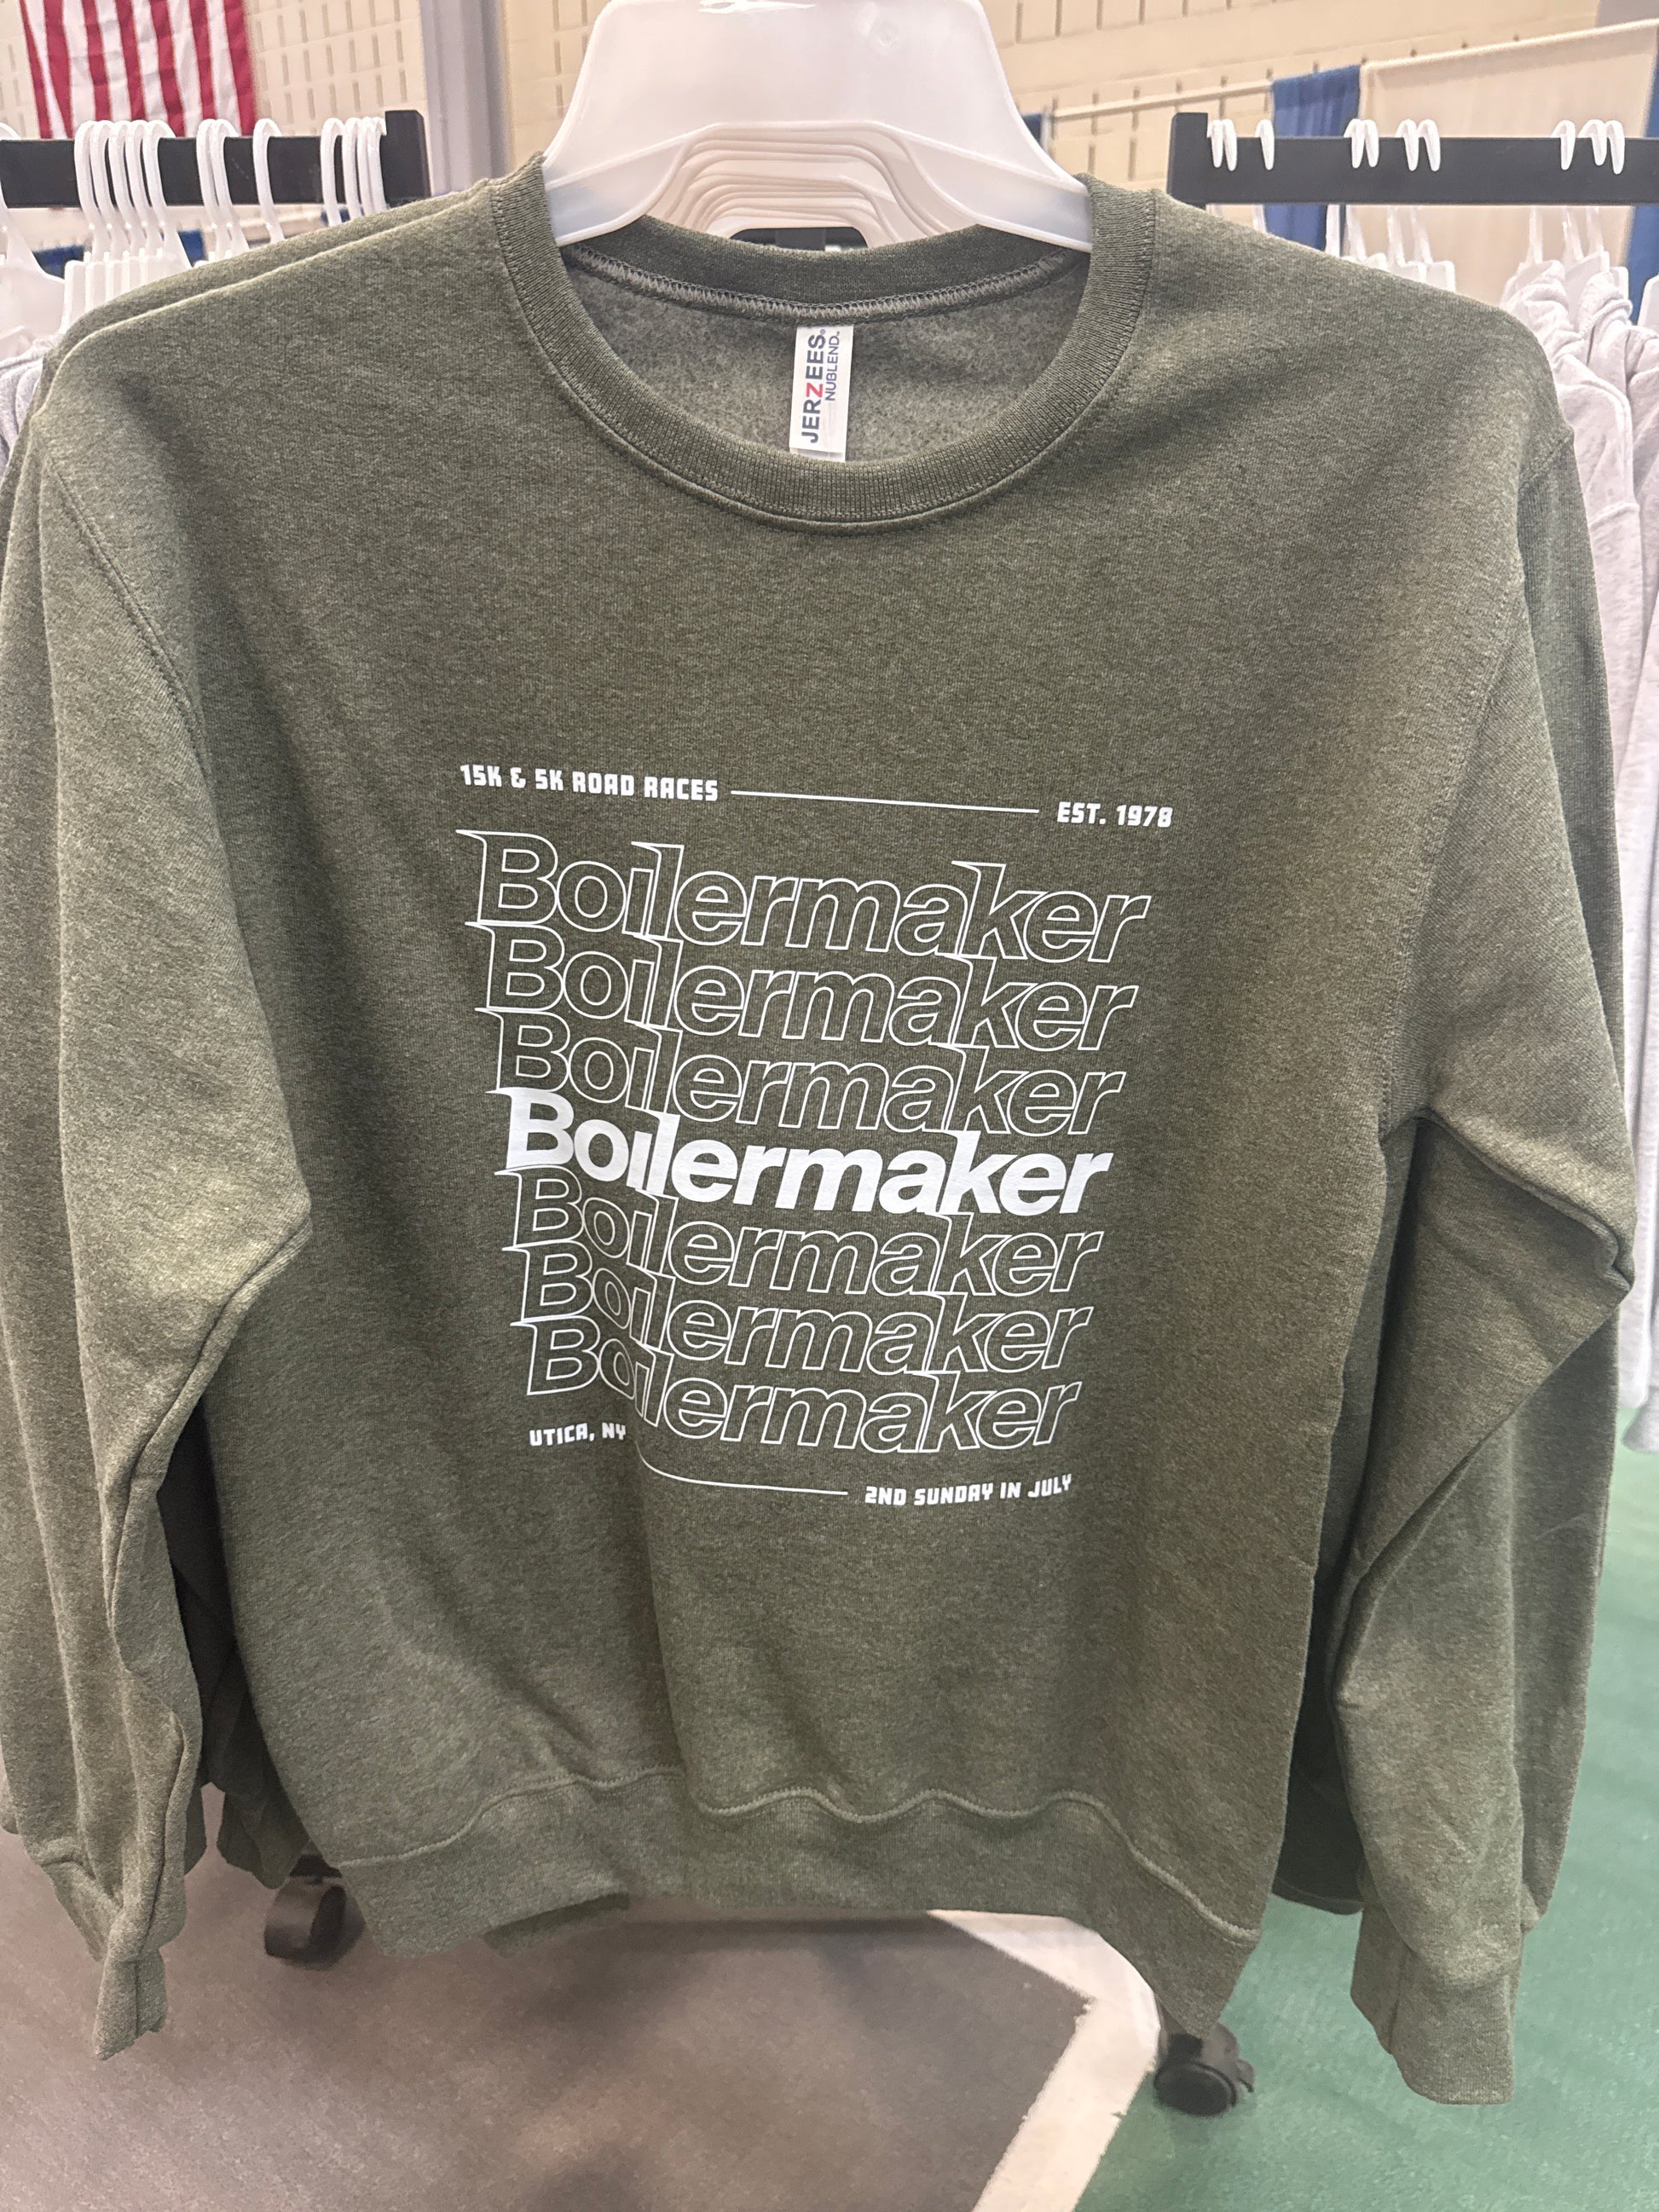 JERZEES®
NUBLEND™
15K & 5K ROAD RACES EST. 1978
Boilermaker
Boilermaker
Boilermaker
Boilermaker
Boilermaker
Boilermaker
Boilermaker
UTICA, NY 2ND SUNDAY IN JULY